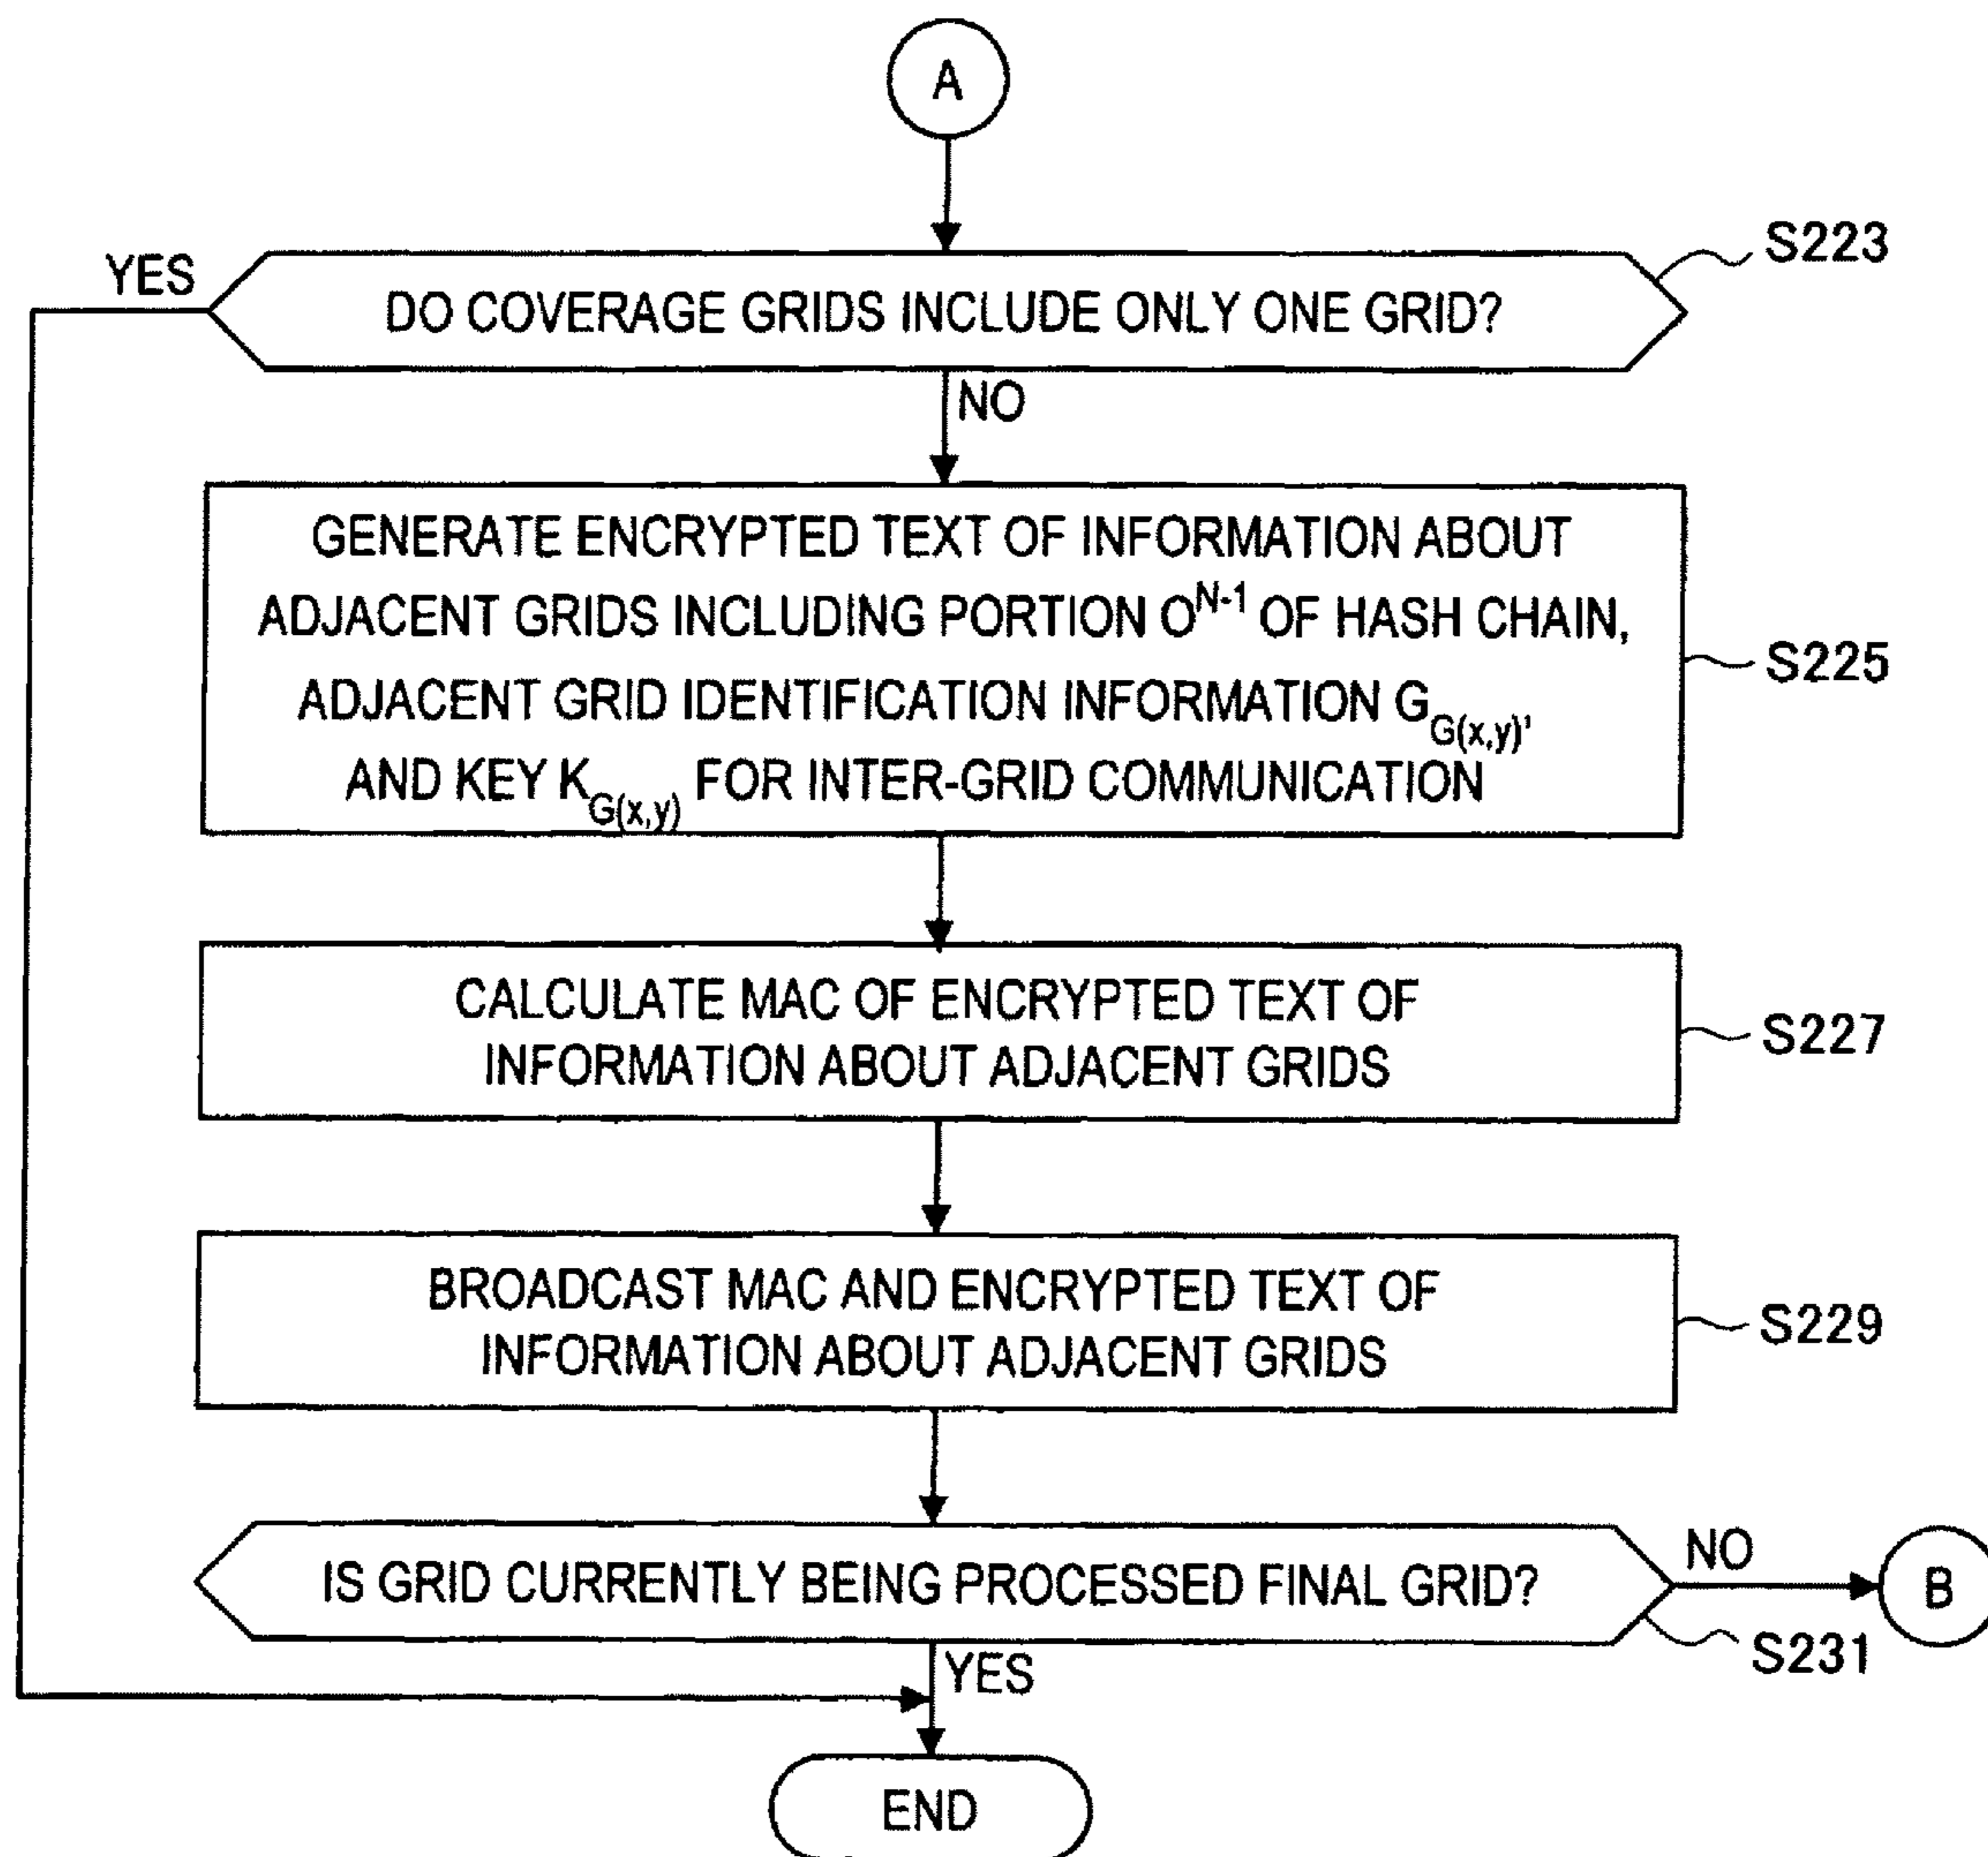 A
S223
YES
DO COVERAGE GRIDS INCLUDE ONLY ONE GRID?
NO
GENERATE ENCRYPTED TEXT OF INFORMATION ABOUT
ADJACENT GRIDS INCLUDING PORTION O^{N-1} OF HASH CHAIN,
ADJACENT GRID IDENTIFICATION INFORMATION G_{G(x,y)},
AND KEY K_{G(x,y)} FOR INTER-GRID COMMUNICATION
S225
CALCULATE MAC OF ENCRYPTED TEXT OF
INFORMATION ABOUT ADJACENT GRIDS
S227
BROADCAST MAC AND ENCRYPTED TEXT OF
INFORMATION ABOUT ADJACENT GRIDS
S229
IS GRID CURRENTLY BEING PROCESSED FINAL GRID?
NO
B
S231
YES
END